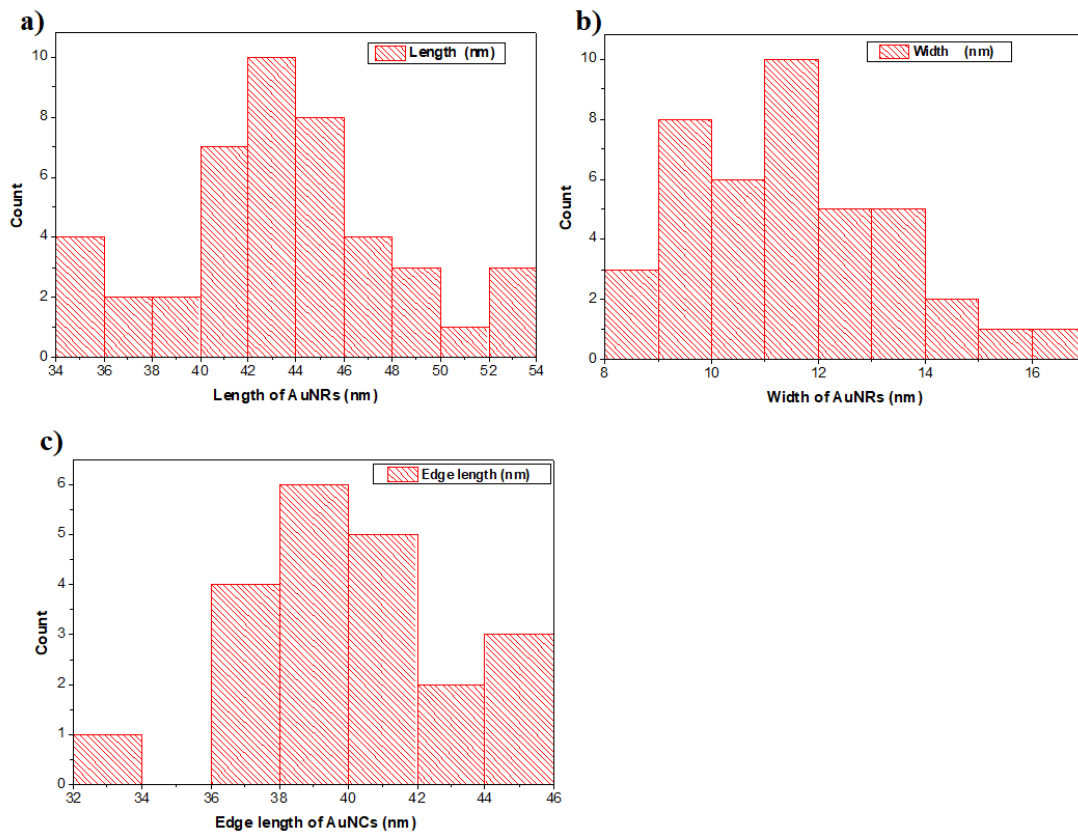 a)
Length (nm)
10
8
6
4
2
0
Count
34 36 38 40 42 44 46 48 50 52 54
Length of AuNRs (nm)
b)
Width (nm)
10
8
6
4
2
0
Count
8 10 12 14 16
Width of AuNRs (nm)
c)
Edge length (nm)
6
5
4
3
2
1
0
Count
32 34 36 38 40 42 44 46
Edge length of AuNCs (nm)